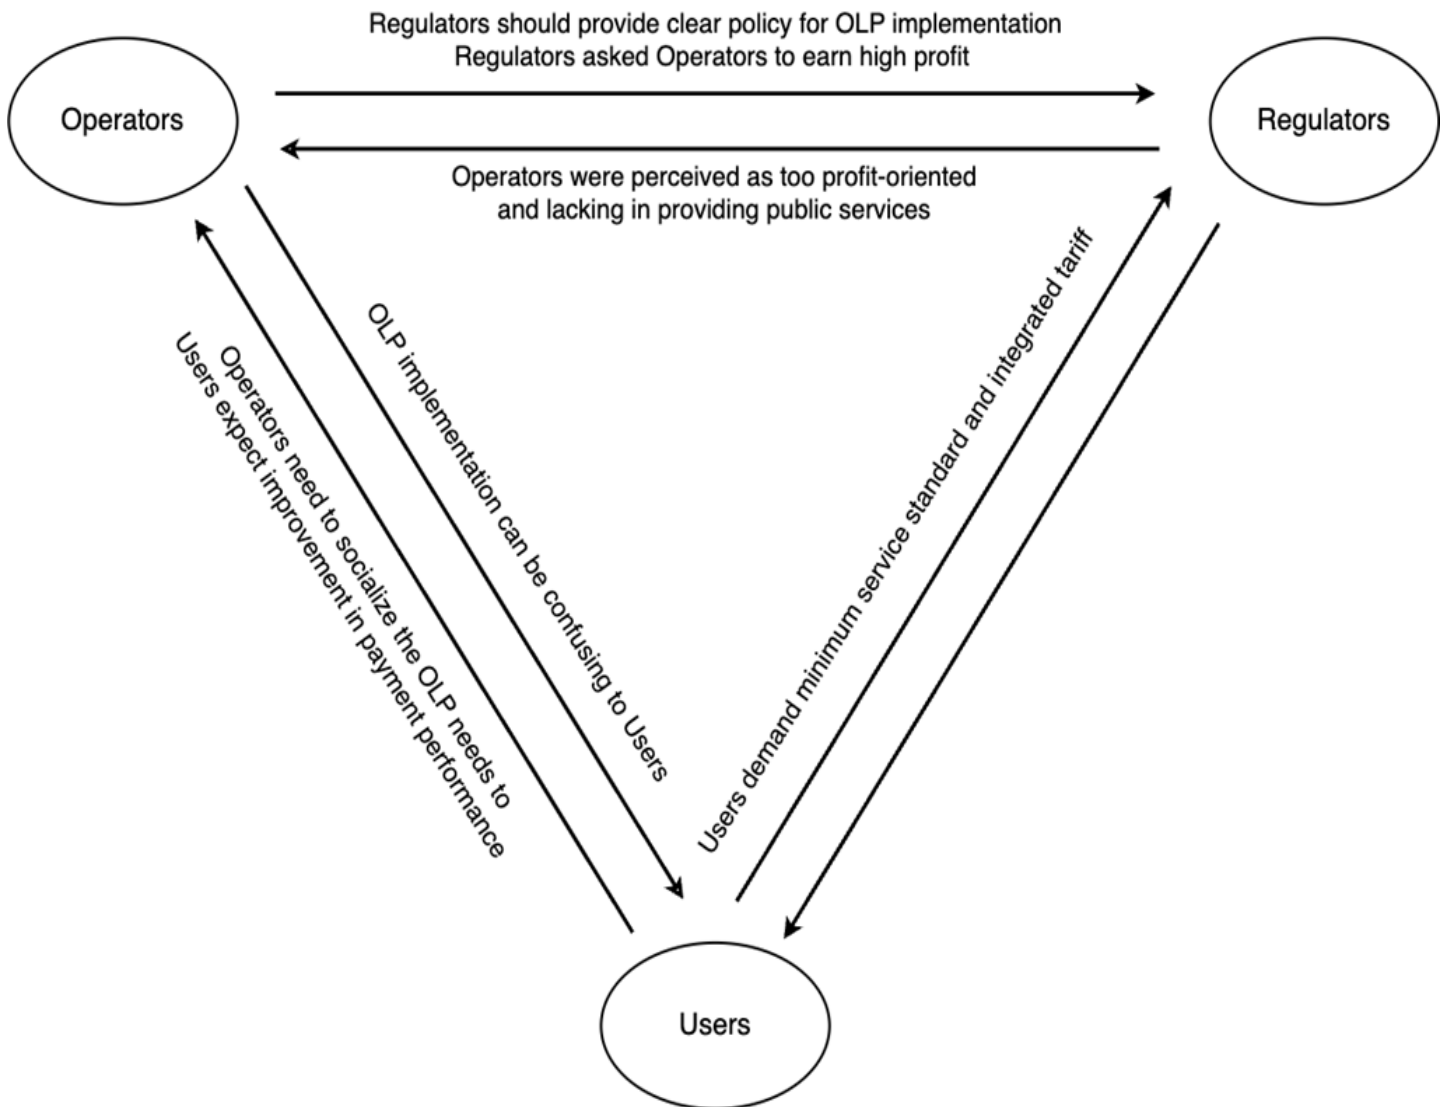 Regulators should provide clear policy for OLP implementation
Regulators asked Operators to earn high profit
Operators
Regulators
Operators were perceived as too profit-oriented
and lacking in providing public services
OLP implementation can be confusing to Users
Operators need to socialize the OLP needs to
Users expect improvement in payment performance
Users demand minimum service standard and integrated tariff
Users